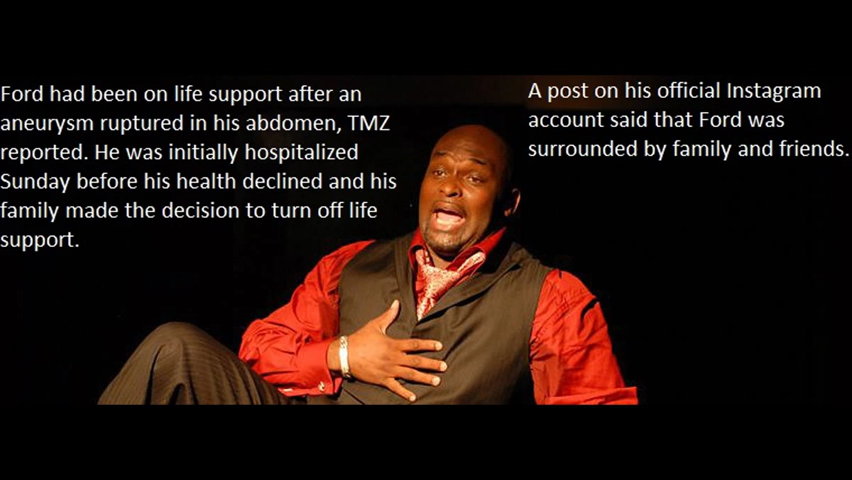 Ford had been on life support after an
aneurysm ruptured in his abdomen, TMZ
reported. He was initially hospitalized
Sunday before his health declined and his
family made the decision to turn off life
support.
A post on his official Instagram
account said that Ford was
surrounded by family and friends.